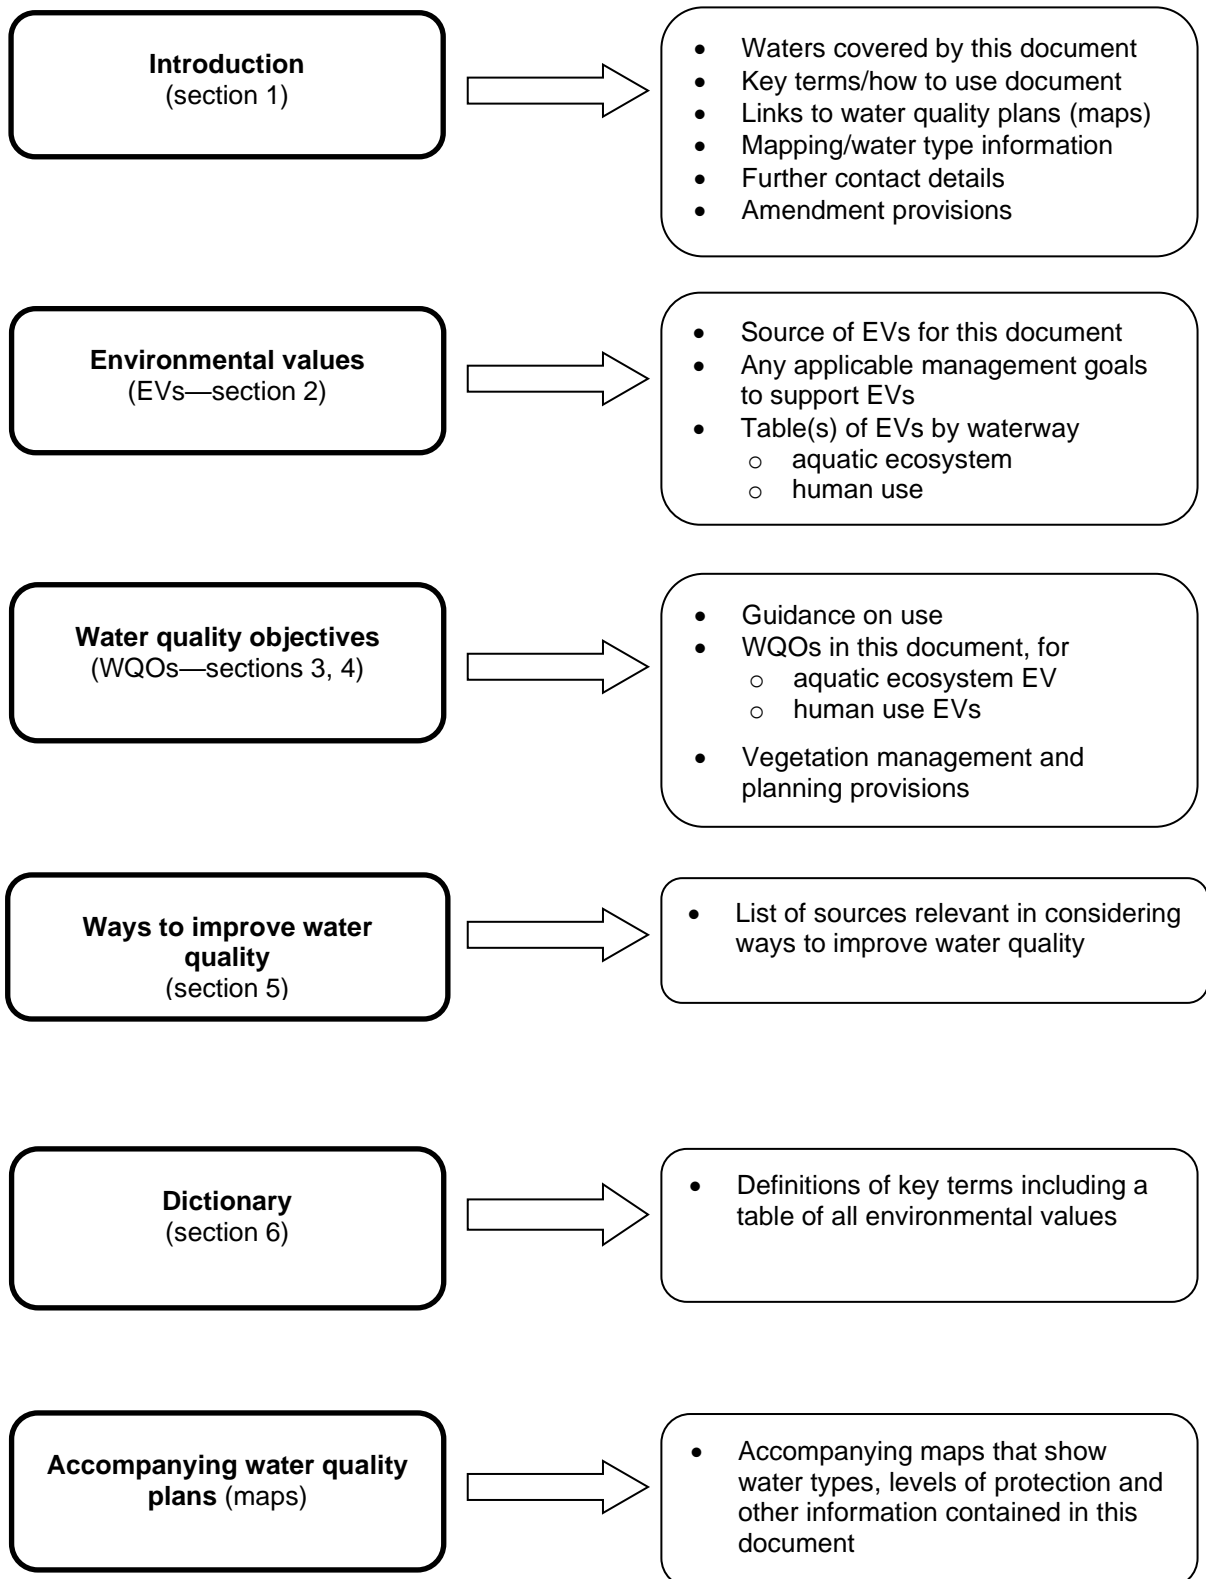 Introduction
(section 1)
• Waters covered by this document
• Key terms/how to use document
• Links to water quality plans (maps)
• Mapping/water type information
• Further contact details
• Amendment provisions
Environmental values
(EVs—section 2)
• Source of EVs for this document
• Any applicable management goals
to support EVs
• Table(s) of EVs by waterway
o aquatic ecosystem
o human use
Water quality objectives
(WQOs—sections 3, 4)
• Guidance on use
• WQOs in this document, for
o aquatic ecosystem EV
o human use EVs
• Vegetation management and
planning provisions
Ways to improve water
quality
(section 5)
• List of sources relevant in considering
ways to improve water quality
Dictionary
(section 6)
• Definitions of key terms including a
table of all environmental values
Accompanying water quality
plans (maps)
• Accompanying maps that show
water types, levels of protection and
other information contained in this
document